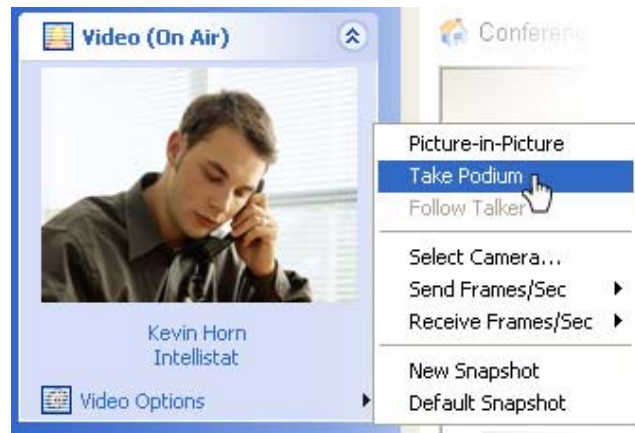 Video (On Air)
Conference
Kevin Horn
Intellistat
Video Options
Picture-in-Picture
Take Podium
Follow Talker
Select Camera...
Send Frames/Sec
Receive Frames/Sec
New Snapshot
Default Snapshot